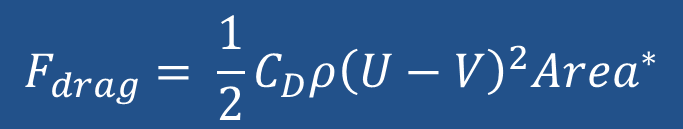 F_drag = 1/2 C_D ρ(U − V)² Area*